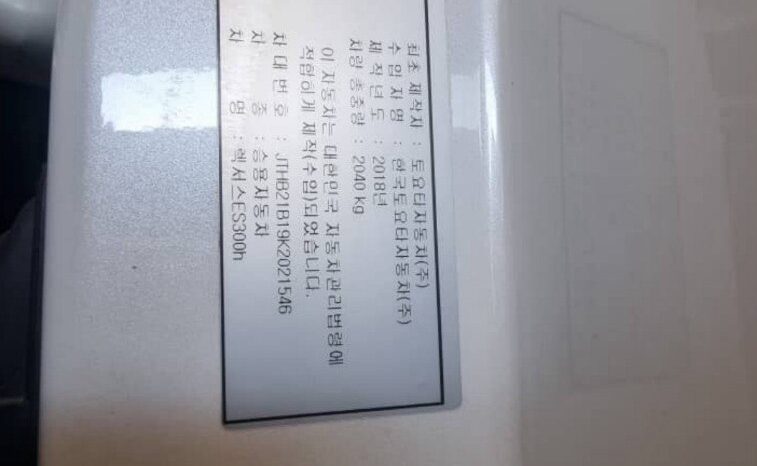 최초 제작자 : 토요타자동차(주)
수입자명 : 한국토요타자동차(주)
제작년도 : 2018년
차량 총중량 : 2040 kg
이 자동차는 대한민국 자동차관리법령에
적합하게 제작(수입)되었습니다.
차대번호 : JTHB21B19K2021546
차 종 : 승용자동차
차 명 : 렉서스ES300h